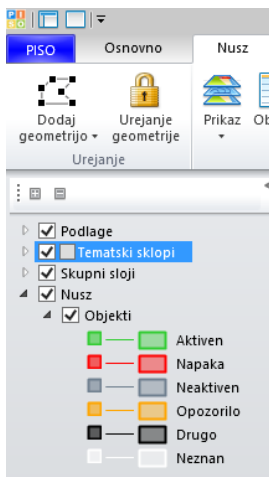 PISO Osnovno Nusz
Dodaj geometrijo
Urejanje geometrije
Prikaz
Urejanje
Podlage
Tematski sklopi
Skupni sloji
Nusz
Objekti
Aktiven
Napaka
Neaktiven
Opozorilo
Drugo
Neznan